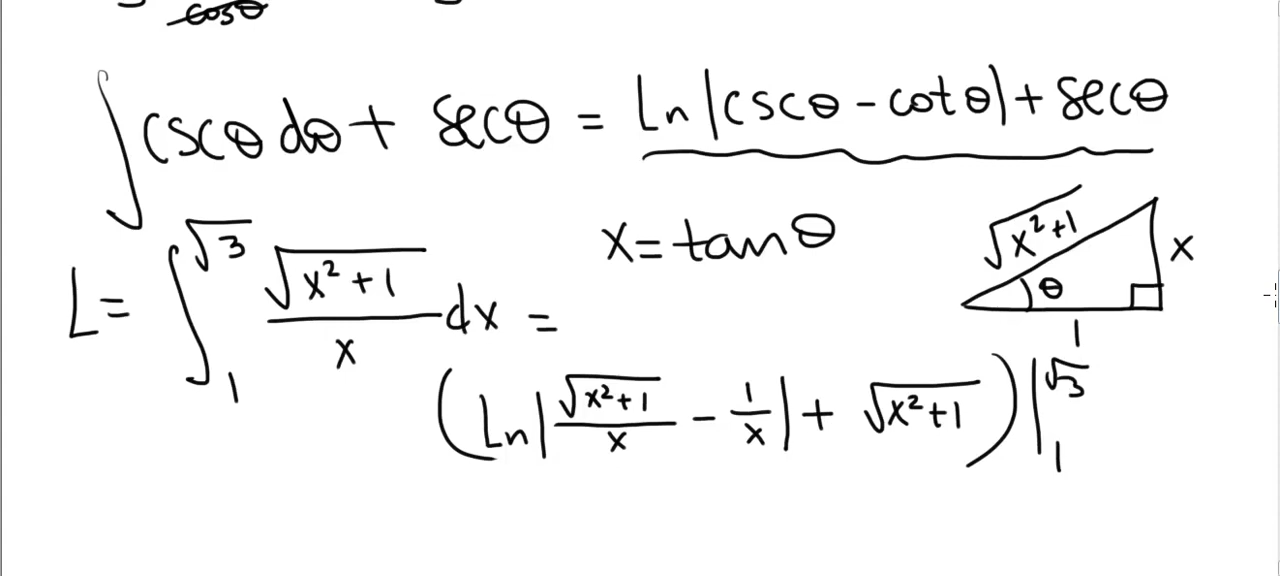 cosθ
∫ cscθ dθ + secθ = Ln|cscθ - cotθ| + secθ
x = tanθ
√x²+1
x
θ
1
L = ∫₁^√3 √(x²+1)/x dx =
(Ln|√(x²+1)/x - 1/x| + √(x²+1))|₁^√3